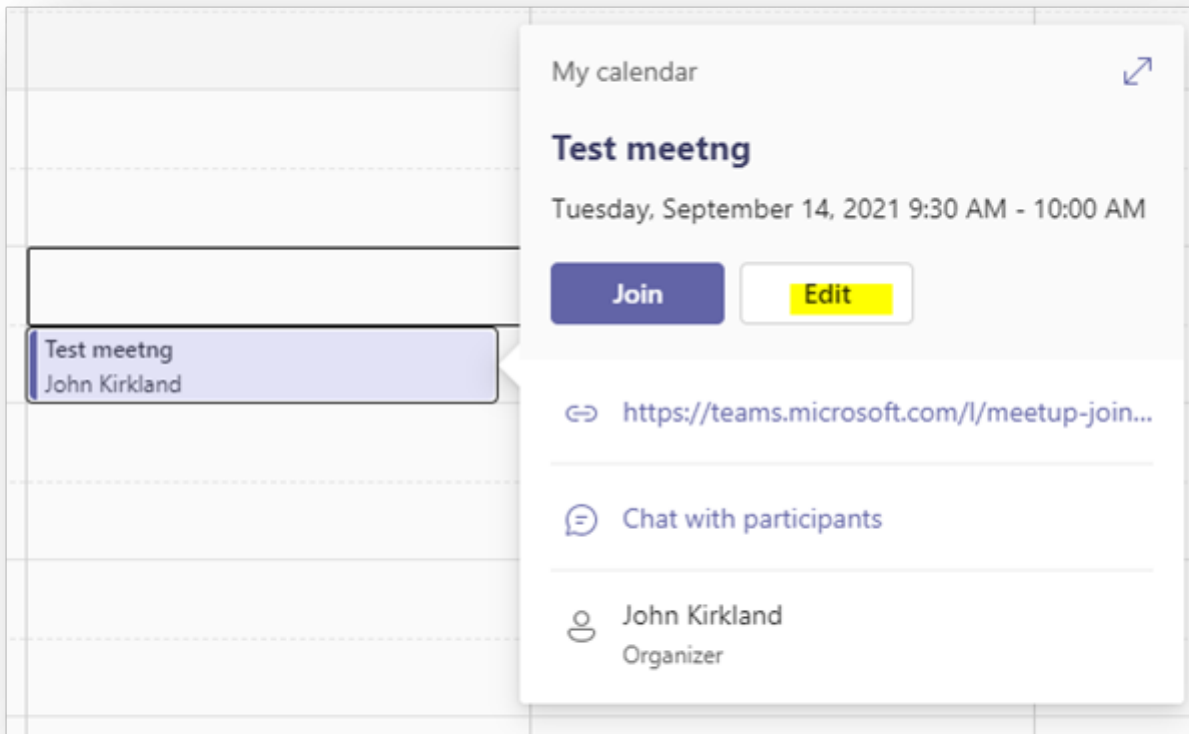 My calendar
Test meetng
Tuesday, September 14, 2021 9:30 AM - 10:00 AM
Join
Edit
Test meetng
John Kirkland
https://teams.microsoft.com/l/meetup-join...
Chat with participants
John Kirkland
Organizer